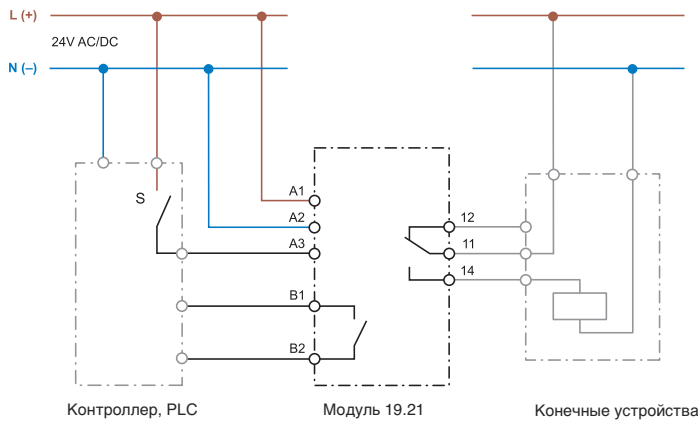 L (+)
24V AC/DC
N (–)
S
A1
A2
A3
B1
B2
12
11
14
Контроллер, PLC
Модуль 19.21
Конечные устройства